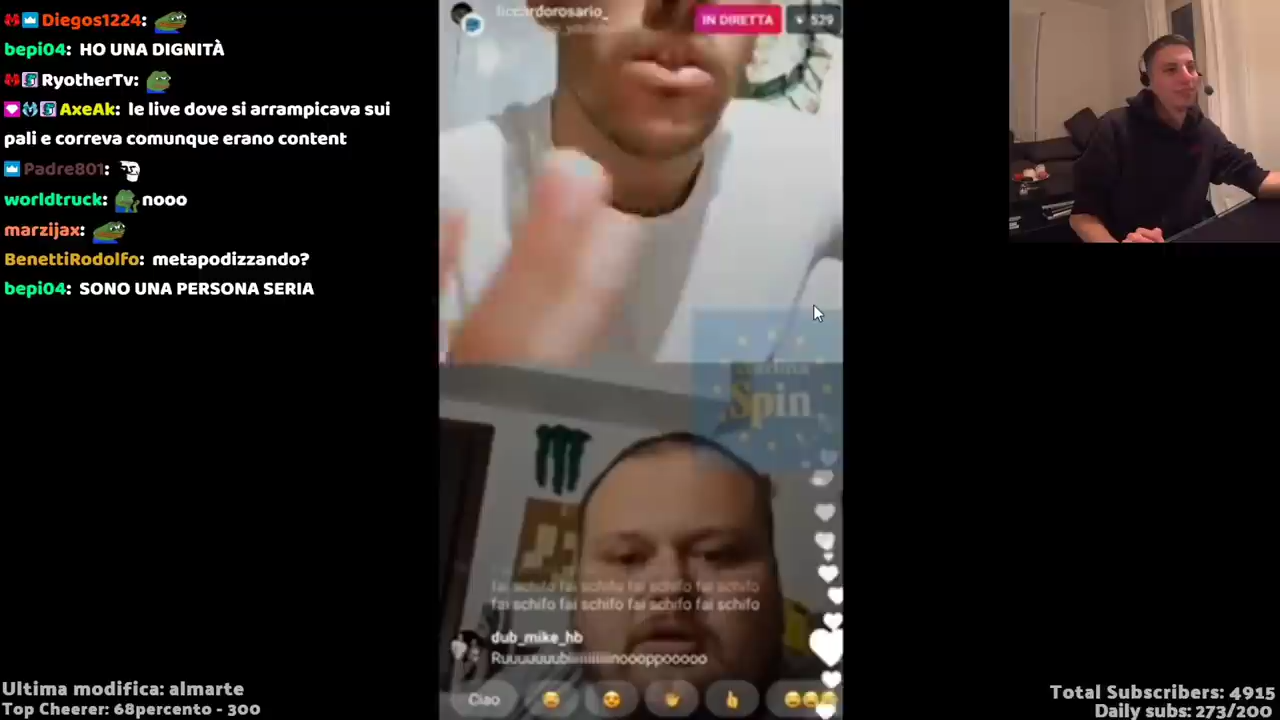 Diegos1224:
bepi04: HO UNA DIGNITÀ
RyotherTv:
AxeAk: le live dove si arrampicava sui
pali e correva comunque erano content
Padre801:
worldtruck: nooo
marzijax:
BenettiRodolfo: metapodizzando?
bepi04: SONO UNA PERSONA SERIA
Ultima modifica: almarte
Top Cheerer: 68percento - 300
riccardorosario_
IN DIRETTA
529
Spin
fai schifo fai schifo fai schifo fai schifo
fai schifo fai schifo fai schifo fai schifo
dub_mike_hb
Ciao
Total Subscribers: 4915
Daily subs: 273/200